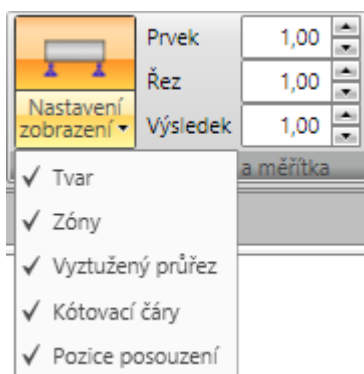 Prvek 1,00
Řez 1,00
Nastavení
zobrazení Výsledek 1,00
a měřítka
Tvar
Zóny
Vyztužený průřez
Kótovací čáry
Pozice posouzení